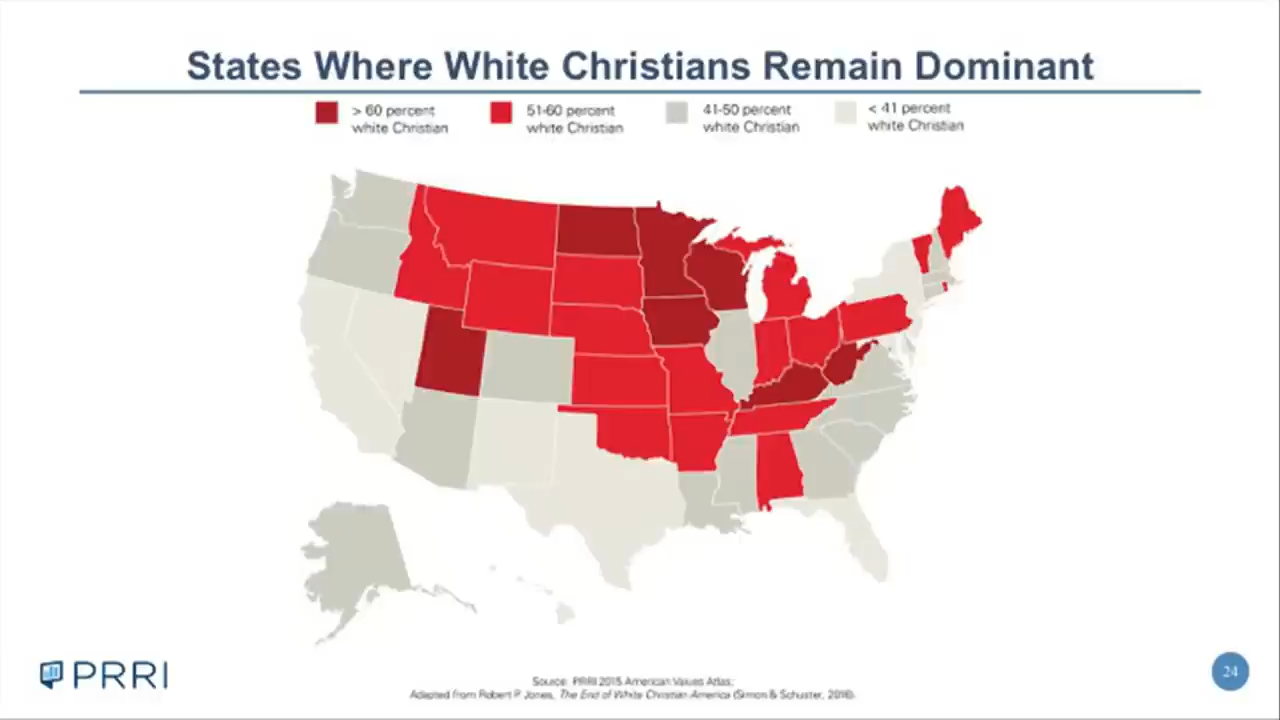 States Where White Christians Remain Dominant
> 60 percent
white Christian
51-60 percent
white Christian
41-50 percent
white Christian
< 41 percent
white Christian
PRRI
Source: PRRI 2015 American Values Atlas;
Adapted from Robert P. Jones, The End of White Christian America (Simon & Schuster, 2016).
24